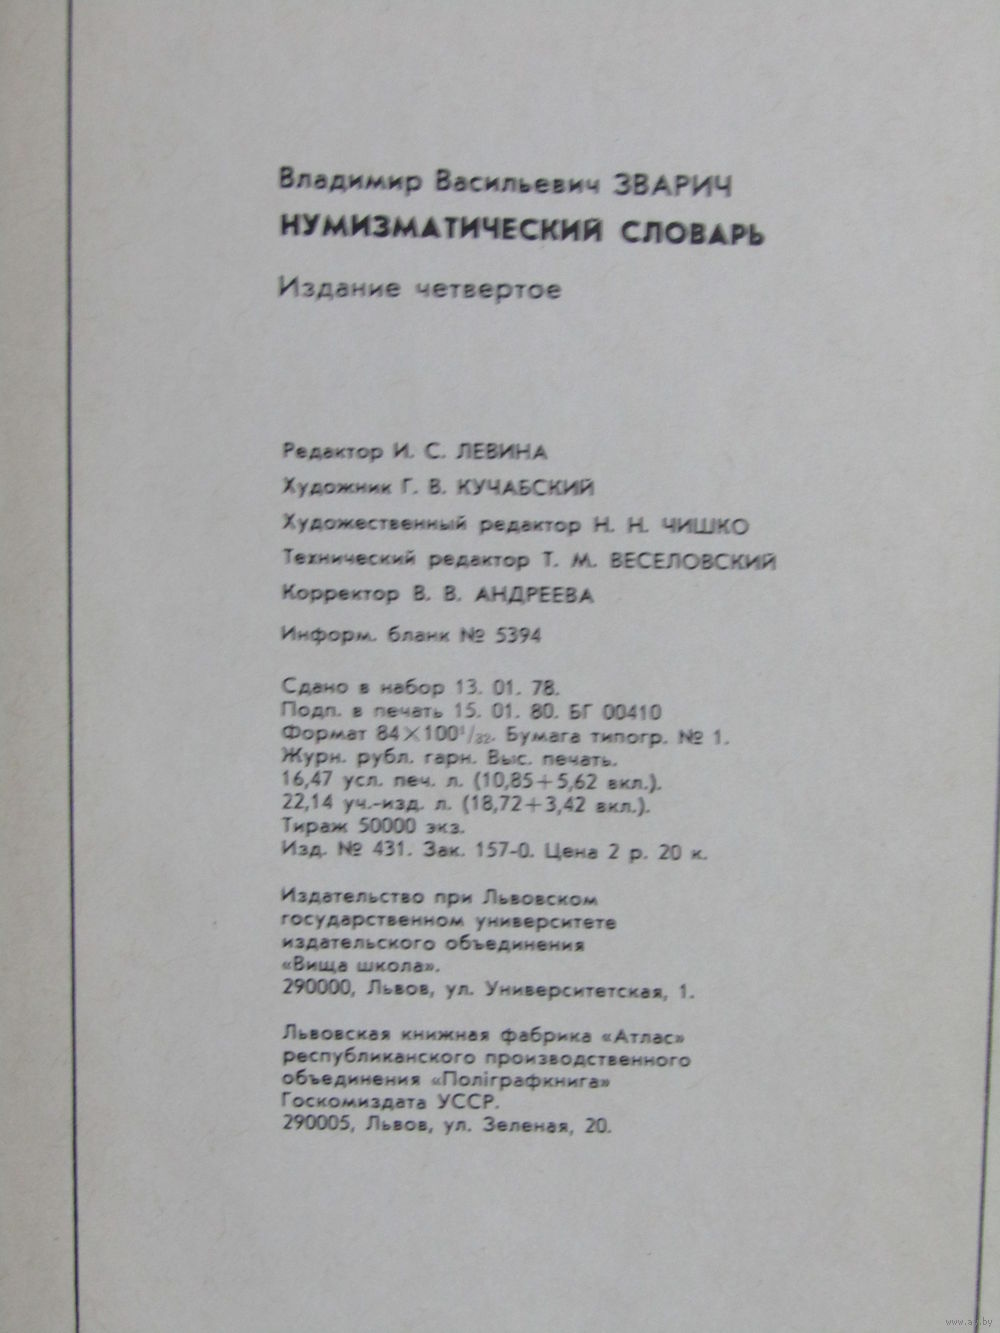 Владимир Васильевич ЗВАРИЧ
НУМИЗМАТИЧЕСКИЙ СЛОВАРЬ
Издание четвертое
Редактор И. С. ЛЕВИНА
Художник Г. В. КУЧАБСКИЙ
Художественный редактор Н. Н. ЧИШКО
Технический редактор Т. М. ВЕСЕЛОВСКИЙ
Корректор В. В. АНДРЕЕВА
Информ. бланк № 5394
Сдано в набор 13. 01. 78.
Подп. в печать 15. 01. 80. БГ 00410
Формат 84×100¹/₃₂. Бумага типогр. № 1.
Журн. рубл. гарн. Выс. печать.
16,47 усл. печ. л. (10,85+5,62 вкл.).
22,14 уч.-изд. л. (18,72+3,42 вкл.).
Тираж 50000 экз.
Изд. № 431. Зак. 157-0. Цена 2 р. 20 к.
Издательство при Львовском
государственном университете
издательского объединения
«Вища школа».
290000, Львов, ул. Университетская, 1.
Львовская книжная фабрика «Атлас»
республиканского производственного
объединения «Поліграфкнига»
Госкомиздата УССР.
290005, Львов, ул. Зеленая, 20.
www.ay.by